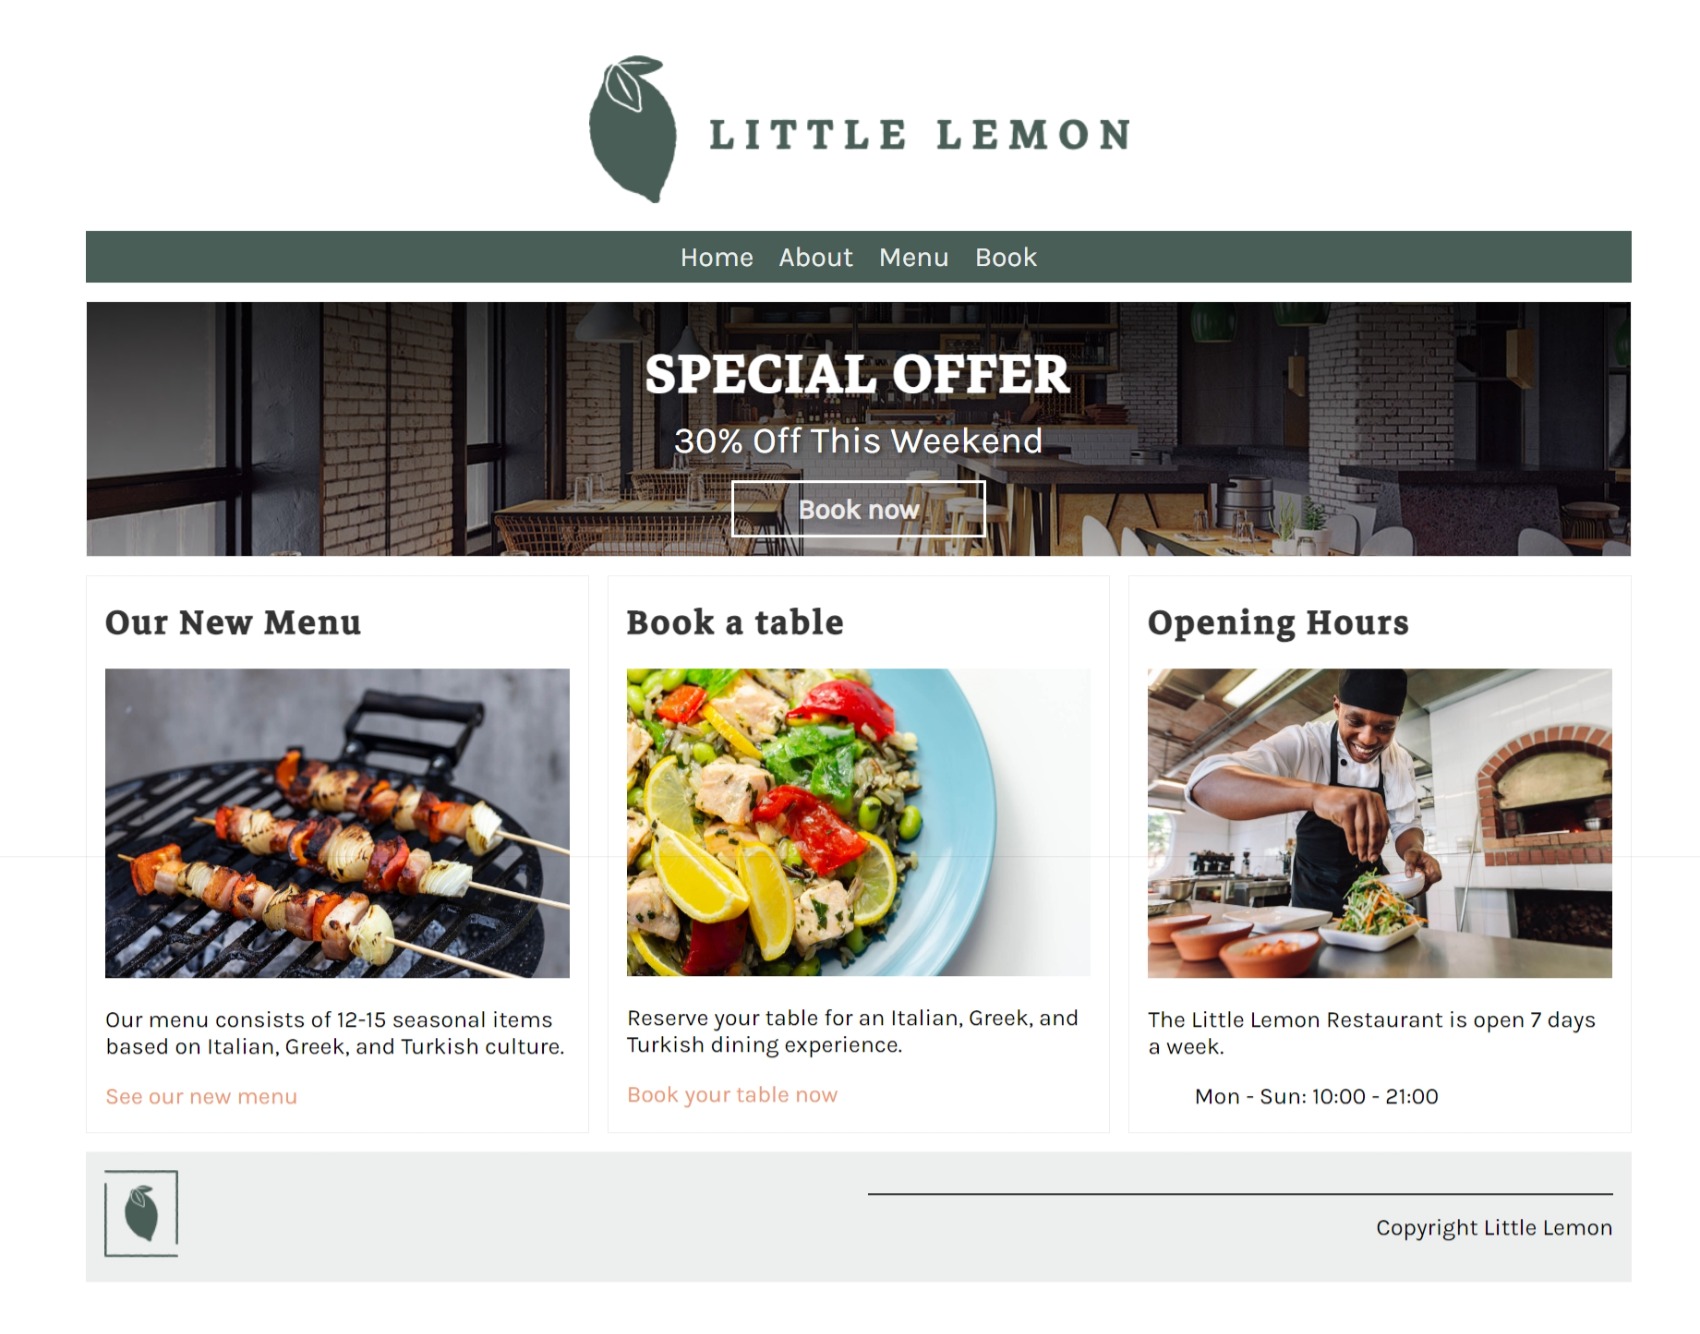 LITTLE LEMON
Home About Menu Book
SPECIAL OFFER
30% Off This Weekend
Book now
Our New Menu
Our menu consists of 12-15 seasonal items
based on Italian, Greek, and Turkish culture.
See our new menu
Book a table
Reserve your table for an Italian, Greek, and
Turkish dining experience.
Book your table now
Opening Hours
The Little Lemon Restaurant is open 7 days
a week.
Mon - Sun: 10:00 - 21:00
Copyright Little Lemon